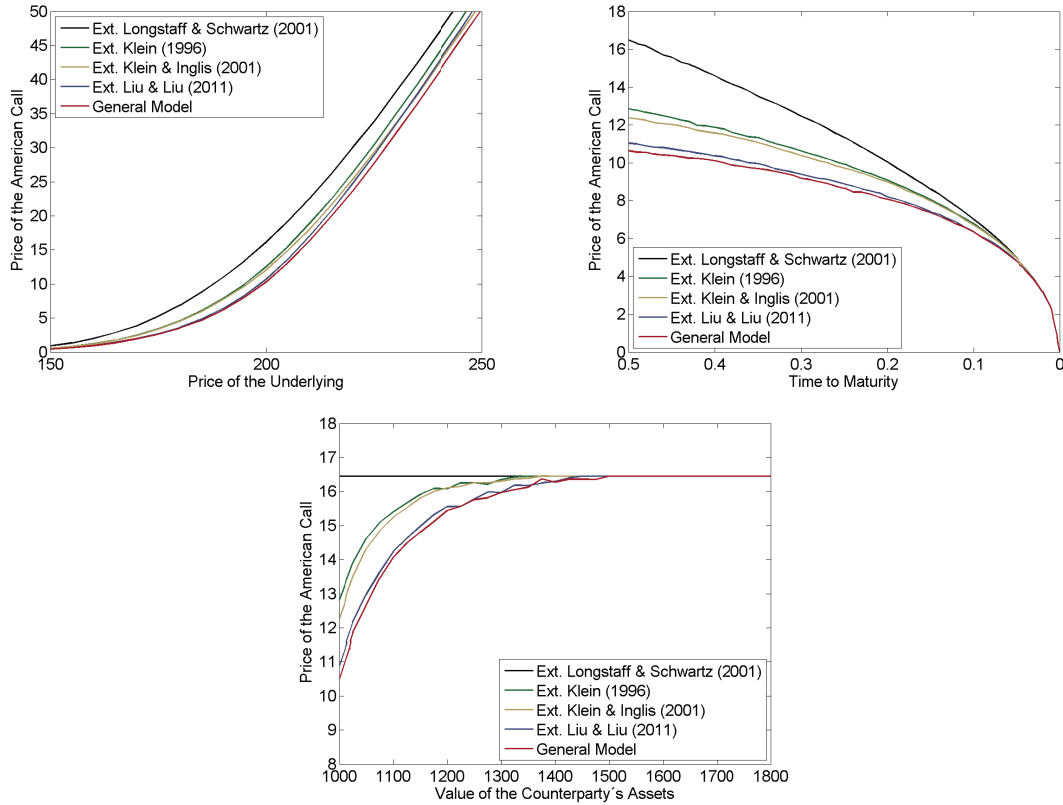 50
45
40
35
30
25
20
15
10
5
0
Price of the American Call
Ext. Longstaff & Schwartz (2001)
Ext. Klein (1996)
Ext. Klein & Inglis (2001)
Ext. Liu & Liu (2011)
General Model
150
200
250
Price of the Underlying
18
16
14
12
10
8
6
4
2
0
Price of the American Call
Ext. Longstaff & Schwartz (2001)
Ext. Klein (1996)
Ext. Klein & Inglis (2001)
Ext. Liu & Liu (2011)
General Model
0.5
0.4
0.3
0.2
0.1
0
Time to Maturity
18
17
16
15
14
13
12
11
10
9
8
Price of the American Call
Ext. Longstaff & Schwartz (2001)
Ext. Klein (1996)
Ext. Klein & Inglis (2001)
Ext. Liu & Liu (2011)
General Model
1000
1100
1200
1300
1400
1500
1600
1700
1800
Value of the Counterparty´s Assets